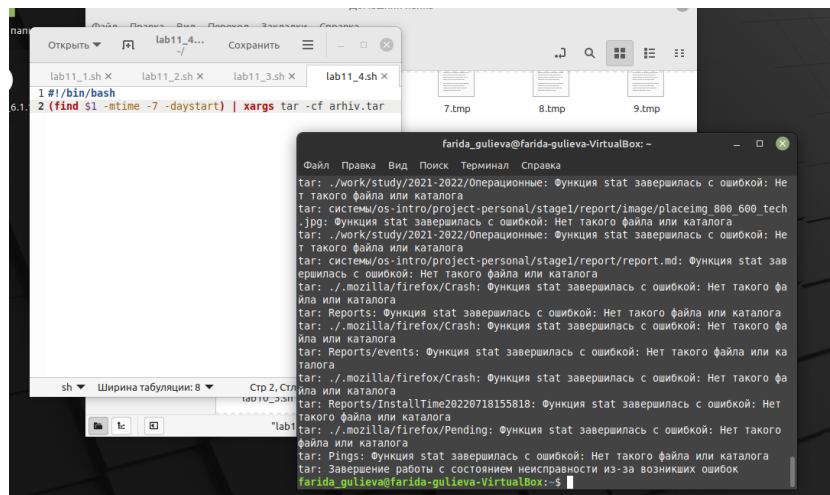 Файл Правка Вид Переход Закладки Справка
Открыть
lab11_4...
~/
Сохранить
lab11_1.sh ×
lab11_2.sh ×
lab11_3.sh ×
lab11_4.sh ×
1 #!/bin/bash
2 (find $1 -mtime -7 -daystart) | xargs tar -cf arhiv.tar
sh
Ширина табуляции: 8
Стр 2, Стл
"lab1
7.tmp
8.tmp
9.tmp
farida_gulieva@farida-gulieva-VirtualBox: ~
Файл Правка Вид Поиск Терминал Справка
tar: ./work/study/2021-2022/Операционные: Функция stat завершилась с ошибкой: Не
т такого файла или каталога
tar: системы/os-intro/project-personal/stage1/report/image/placeimg_800_600_tech
.jpg: Функция stat завершилась с ошибкой: Нет такого файла или каталога
tar: ./work/study/2021-2022/Операционные: Функция stat завершилась с ошибкой: Не
т такого файла или каталога
tar: системы/os-intro/project-personal/stage1/report/report.md: Функция stat зав
ершилась с ошибкой: Нет такого файла или каталога
tar: ./.mozilla/firefox/Crash: Функция stat завершилась с ошибкой: Нет такого фа
йла или каталога
tar: Reports: Функция stat завершилась с ошибкой: Нет такого файла или каталога
tar: ./.mozilla/firefox/Crash: Функция stat завершилась с ошибкой: Нет такого фа
йла или каталога
tar: Reports/events: Функция stat завершилась с ошибкой: Нет такого файла или ка
талога
tar: ./.mozilla/firefox/Crash: Функция stat завершилась с ошибкой: Нет такого фа
йла или каталога
tar: Reports/InstallTime20220718155818: Функция stat завершилась с ошибкой: Нет
такого файла или каталога
tar: ./.mozilla/firefox/Pending: Функция stat завершилась с ошибкой: Нет такого
файла или каталога
tar: Pings: Функция stat завершилась с ошибкой: Нет такого файла или каталога
tar: Завершение работы с состоянием неисправности из-за возникших ошибок
farida_gulieva@farida-gulieva-VirtualBox:~$